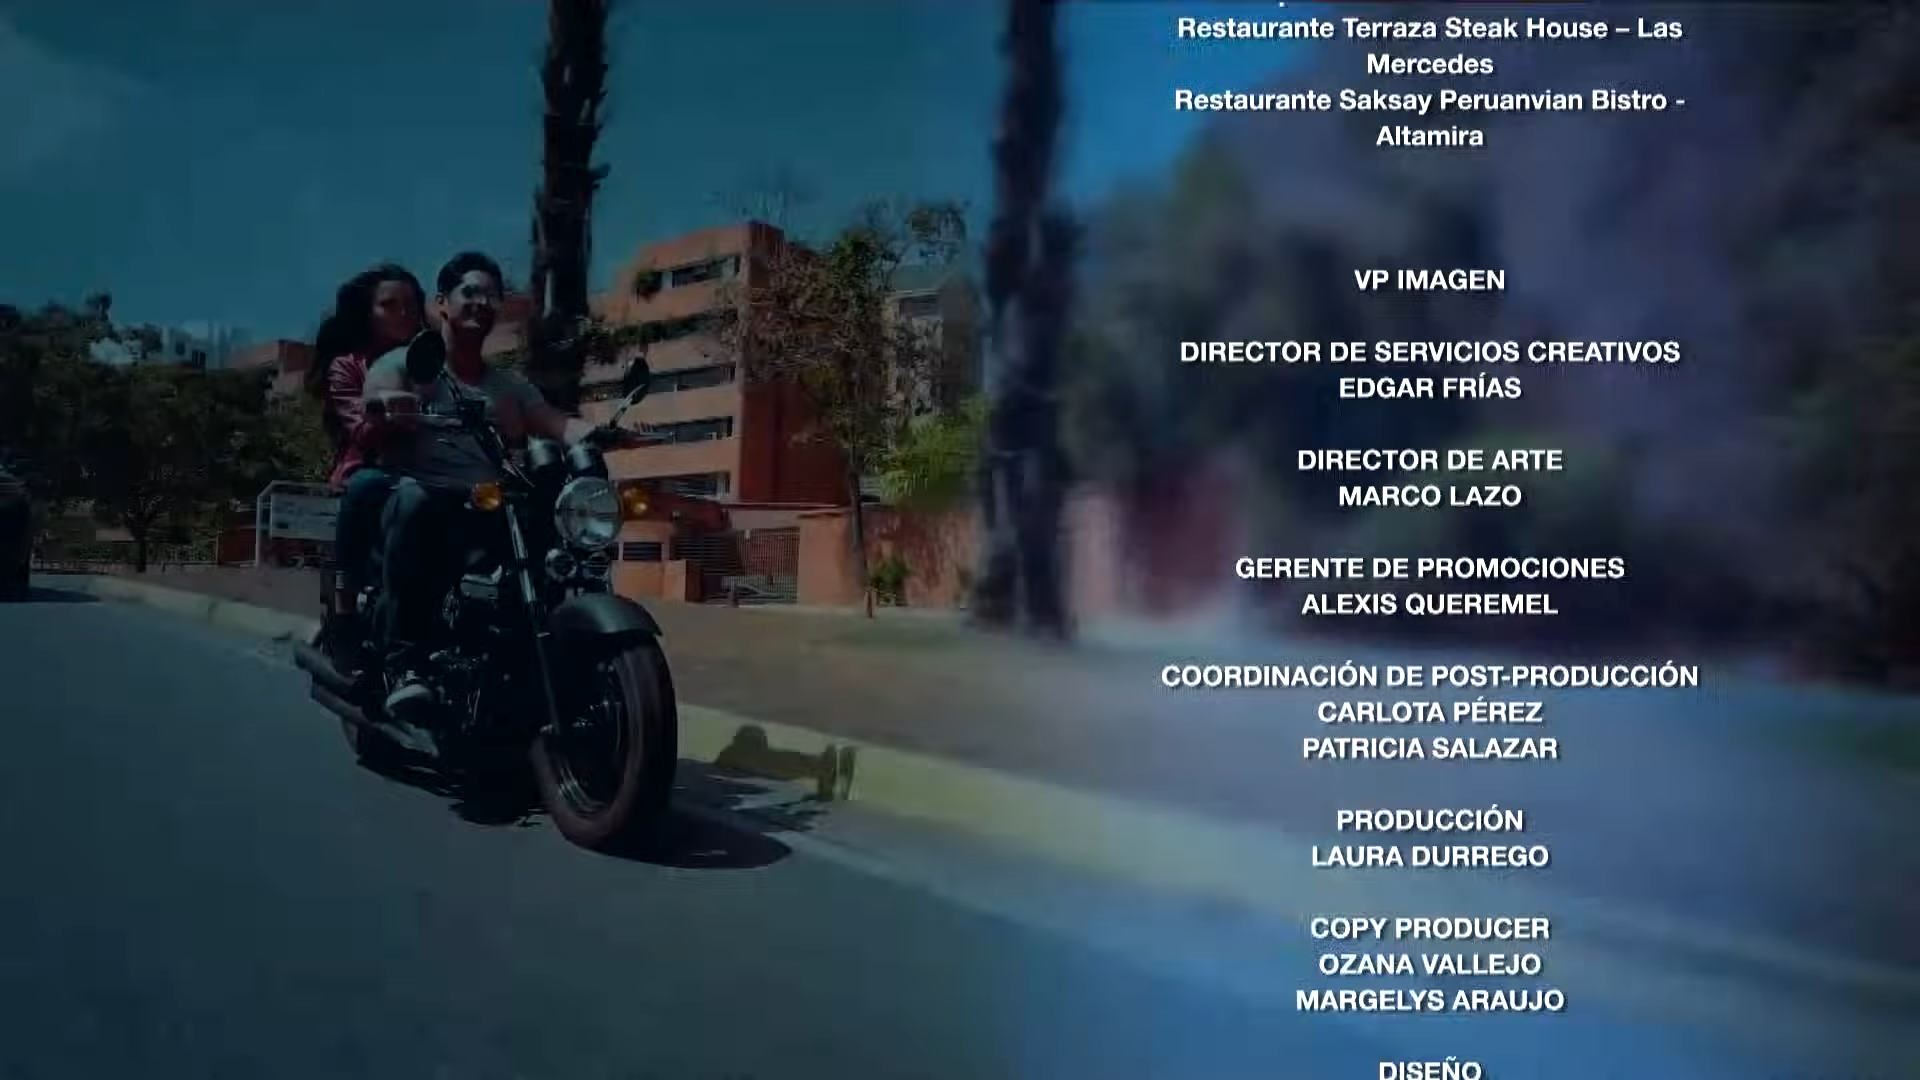 Restaurante Terraza Steak House – Las
Mercedes
Restaurante Saksay Peruanvian Bistro -
Altamira
VP IMAGEN
DIRECTOR DE SERVICIOS CREATIVOS
EDGAR FRÍAS
DIRECTOR DE ARTE
MARCO LAZO
GERENTE DE PROMOCIONES
ALEXIS QUEREMEL
COORDINACIÓN DE POST-PRODUCCIÓN
CARLOTA PÉREZ
PATRICIA SALAZAR
PRODUCCIÓN
LAURA DURREGO
COPY PRODUCER
OZANA VALLEJO
MARGELYS ARAUJO
DISEÑO